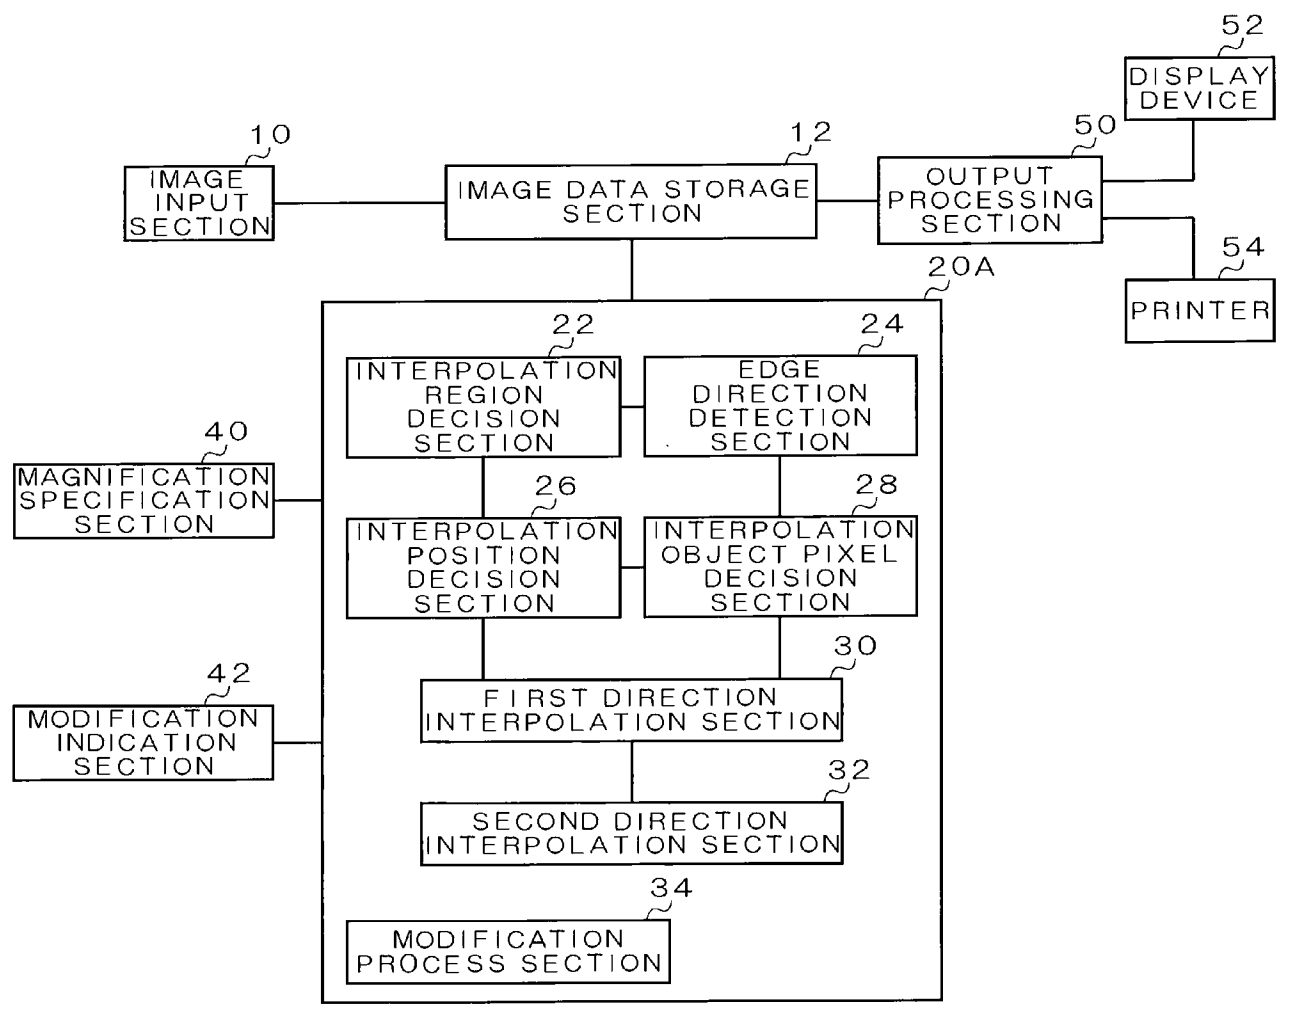 52
DISPLAY
DEVICE
10
IMAGE
INPUT
SECTION
12
IMAGE DATA STORAGE
SECTION
50
OUTPUT
PROCESSING
SECTION
54
PRINTER
20A
22
INTERPOLATION
REGION
DECISION
SECTION
24
EDGE
DIRECTION
DETECTION
SECTION
40
MAGNIFICATION
SPECIFICATION
SECTION
26
INTERPOLATION
POSITION
DECISION
SECTION
28
INTERPOLATION
OBJECT PIXEL
DECISION
SECTION
42
MODIFICATION
INDICATION
SECTION
30
FIRST DIRECTION
INTERPOLATION SECTION
32
SECOND DIRECTION
INTERPOLATION SECTION
34
MODIFICATION
PROCESS SECTION